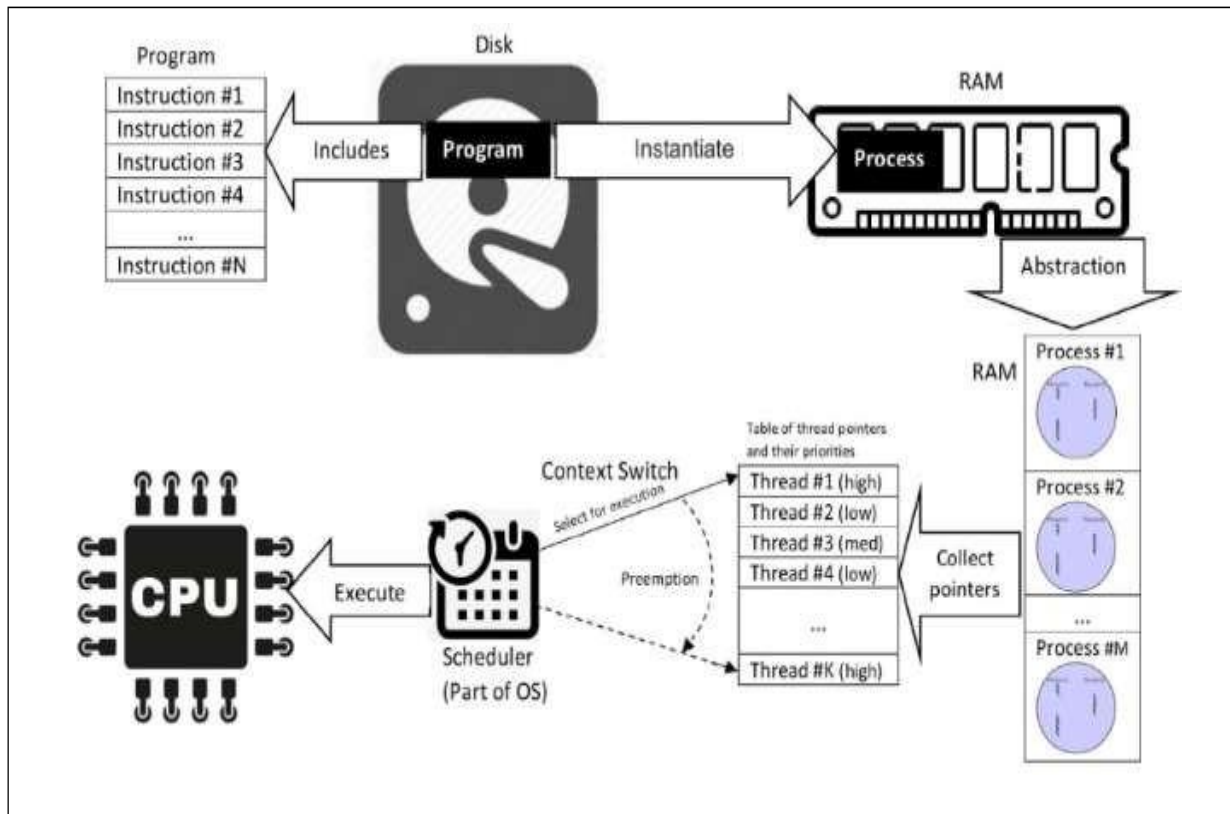 Disk
Program
Instruction #1
Instruction #2
Instruction #3
Instruction #4
...
Instruction #N
Includes
Program
Instantiate
RAM
Process
Abstraction
RAM
Process #1
Process #2
...
Process #M
Collect
pointers
Table of thread pointers
and their priorities
Thread #1 (high)
Thread #2 (low)
Thread #3 (med)
Thread #4 (low)
...
Thread #K (high)
Context Switch
Select for execution
Preemption
Scheduler
(Part of OS)
Execute
CPU